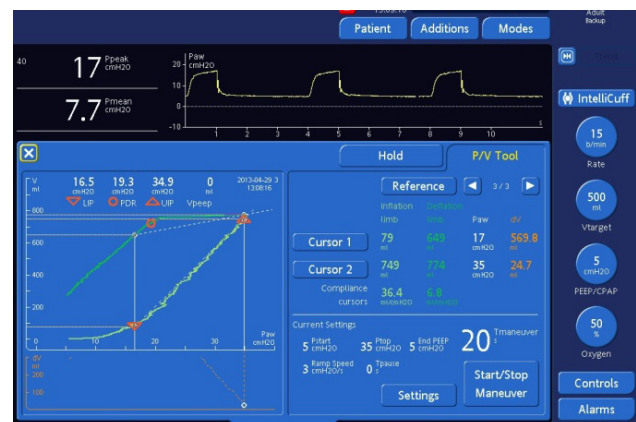 Adult
Backup
Patient
Additions
Modes
40
17 Ppeak
cmH2O
7.7 Pmean
cmH2O
Paw
cmH2O
20
10
0
-10
1 2 3 4 5 6 7 8 9 10
s
IntelliCuff
15
b/min
Rate
500
ml
Vtarget
5
cmH2O
PEEP/CPAP
50
%
Oxygen
Controls
Alarms
Hold
P/V Tool
V
ml
16.5
cmH2O
LIP
19.3
cmH2O
PDR
34.9
cmH2O
UIP
0
ml
Vpeep
2013-04-29 3
13:08:16
800
600
400
200
0 10 20 30
Paw
cmH2O
dV
ml
200
100
Reference
3 / 3
Inflation
limb
Deflation
limb
Paw
dV
Cursor 1
79
ml
649
ml
17
cmH2O
569.8
ml
Cursor 2
749
ml
774
ml
35
cmH2O
24.7
ml
Compliance
cursors
36.4
ml/cmH2O
6.8
ml/cmH2O
Current Settings
5 Pstart
cmH2O
35 Ptop
cmH2O
5 End PEEP
cmH2O
20 Tmaneuver
s
3 Ramp Speed
cmH2O/s
0 Tpause
s
Settings
Start/Stop
Maneuver